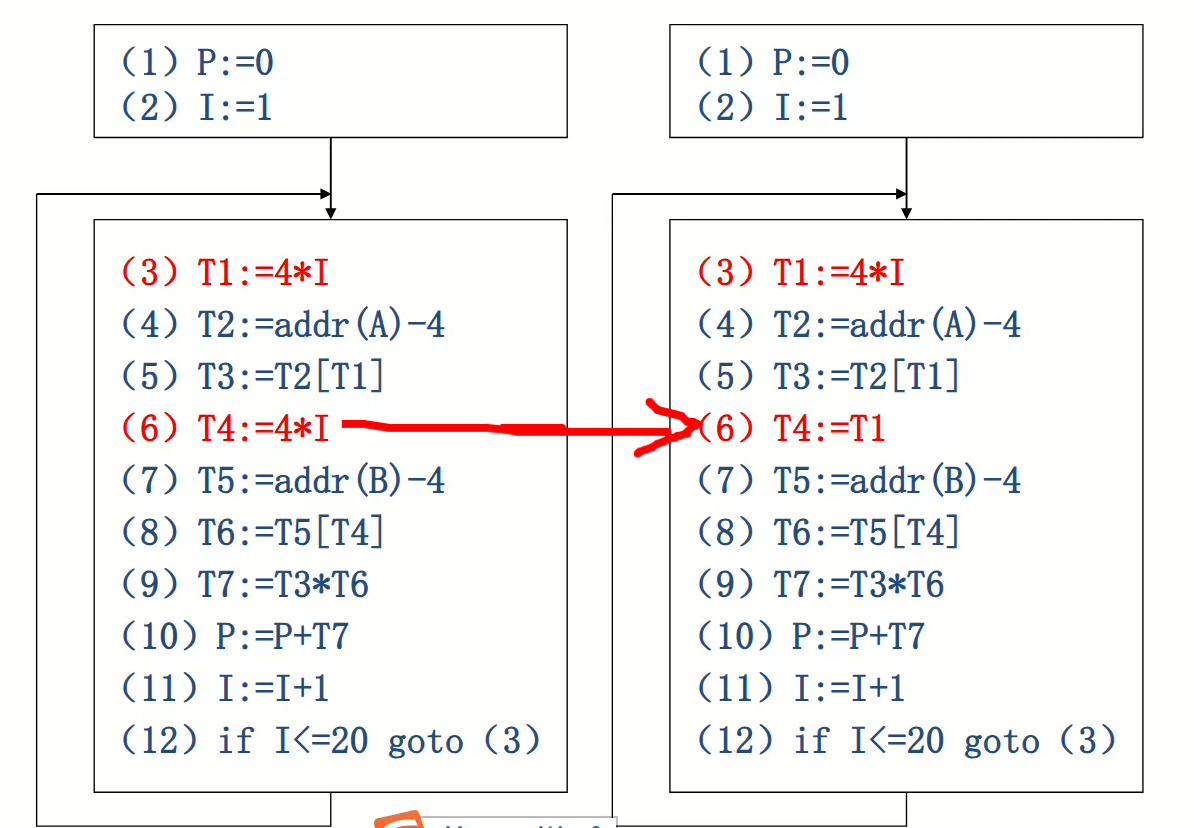 (1) P:=0
(2) I:=1
(3) T1:=4*I
(4) T2:=addr(A)-4
(5) T3:=T2[T1]
(6) T4:=4*I
(7) T5:=addr(B)-4
(8) T6:=T5[T4]
(9) T7:=T3*T6
(10) P:=P+T7
(11) I:=I+1
(12) if I<=20 goto (3)
(1) P:=0
(2) I:=1
(3) T1:=4*I
(4) T2:=addr(A)-4
(5) T3:=T2[T1]
(6) T4:=T1
(7) T5:=addr(B)-4
(8) T6:=T5[T4]
(9) T7:=T3*T6
(10) P:=P+T7
(11) I:=I+1
(12) if I<=20 goto (3)